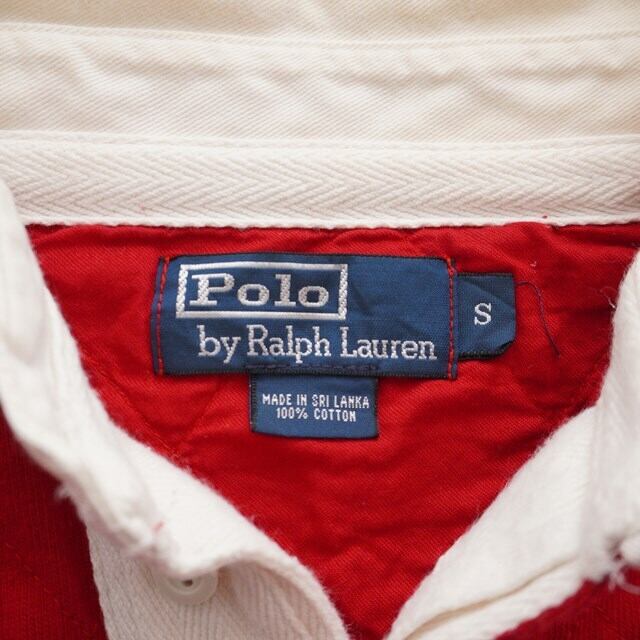 Polo
by Ralph Lauren
S
MADE IN SRI LANKA
100% COTTON